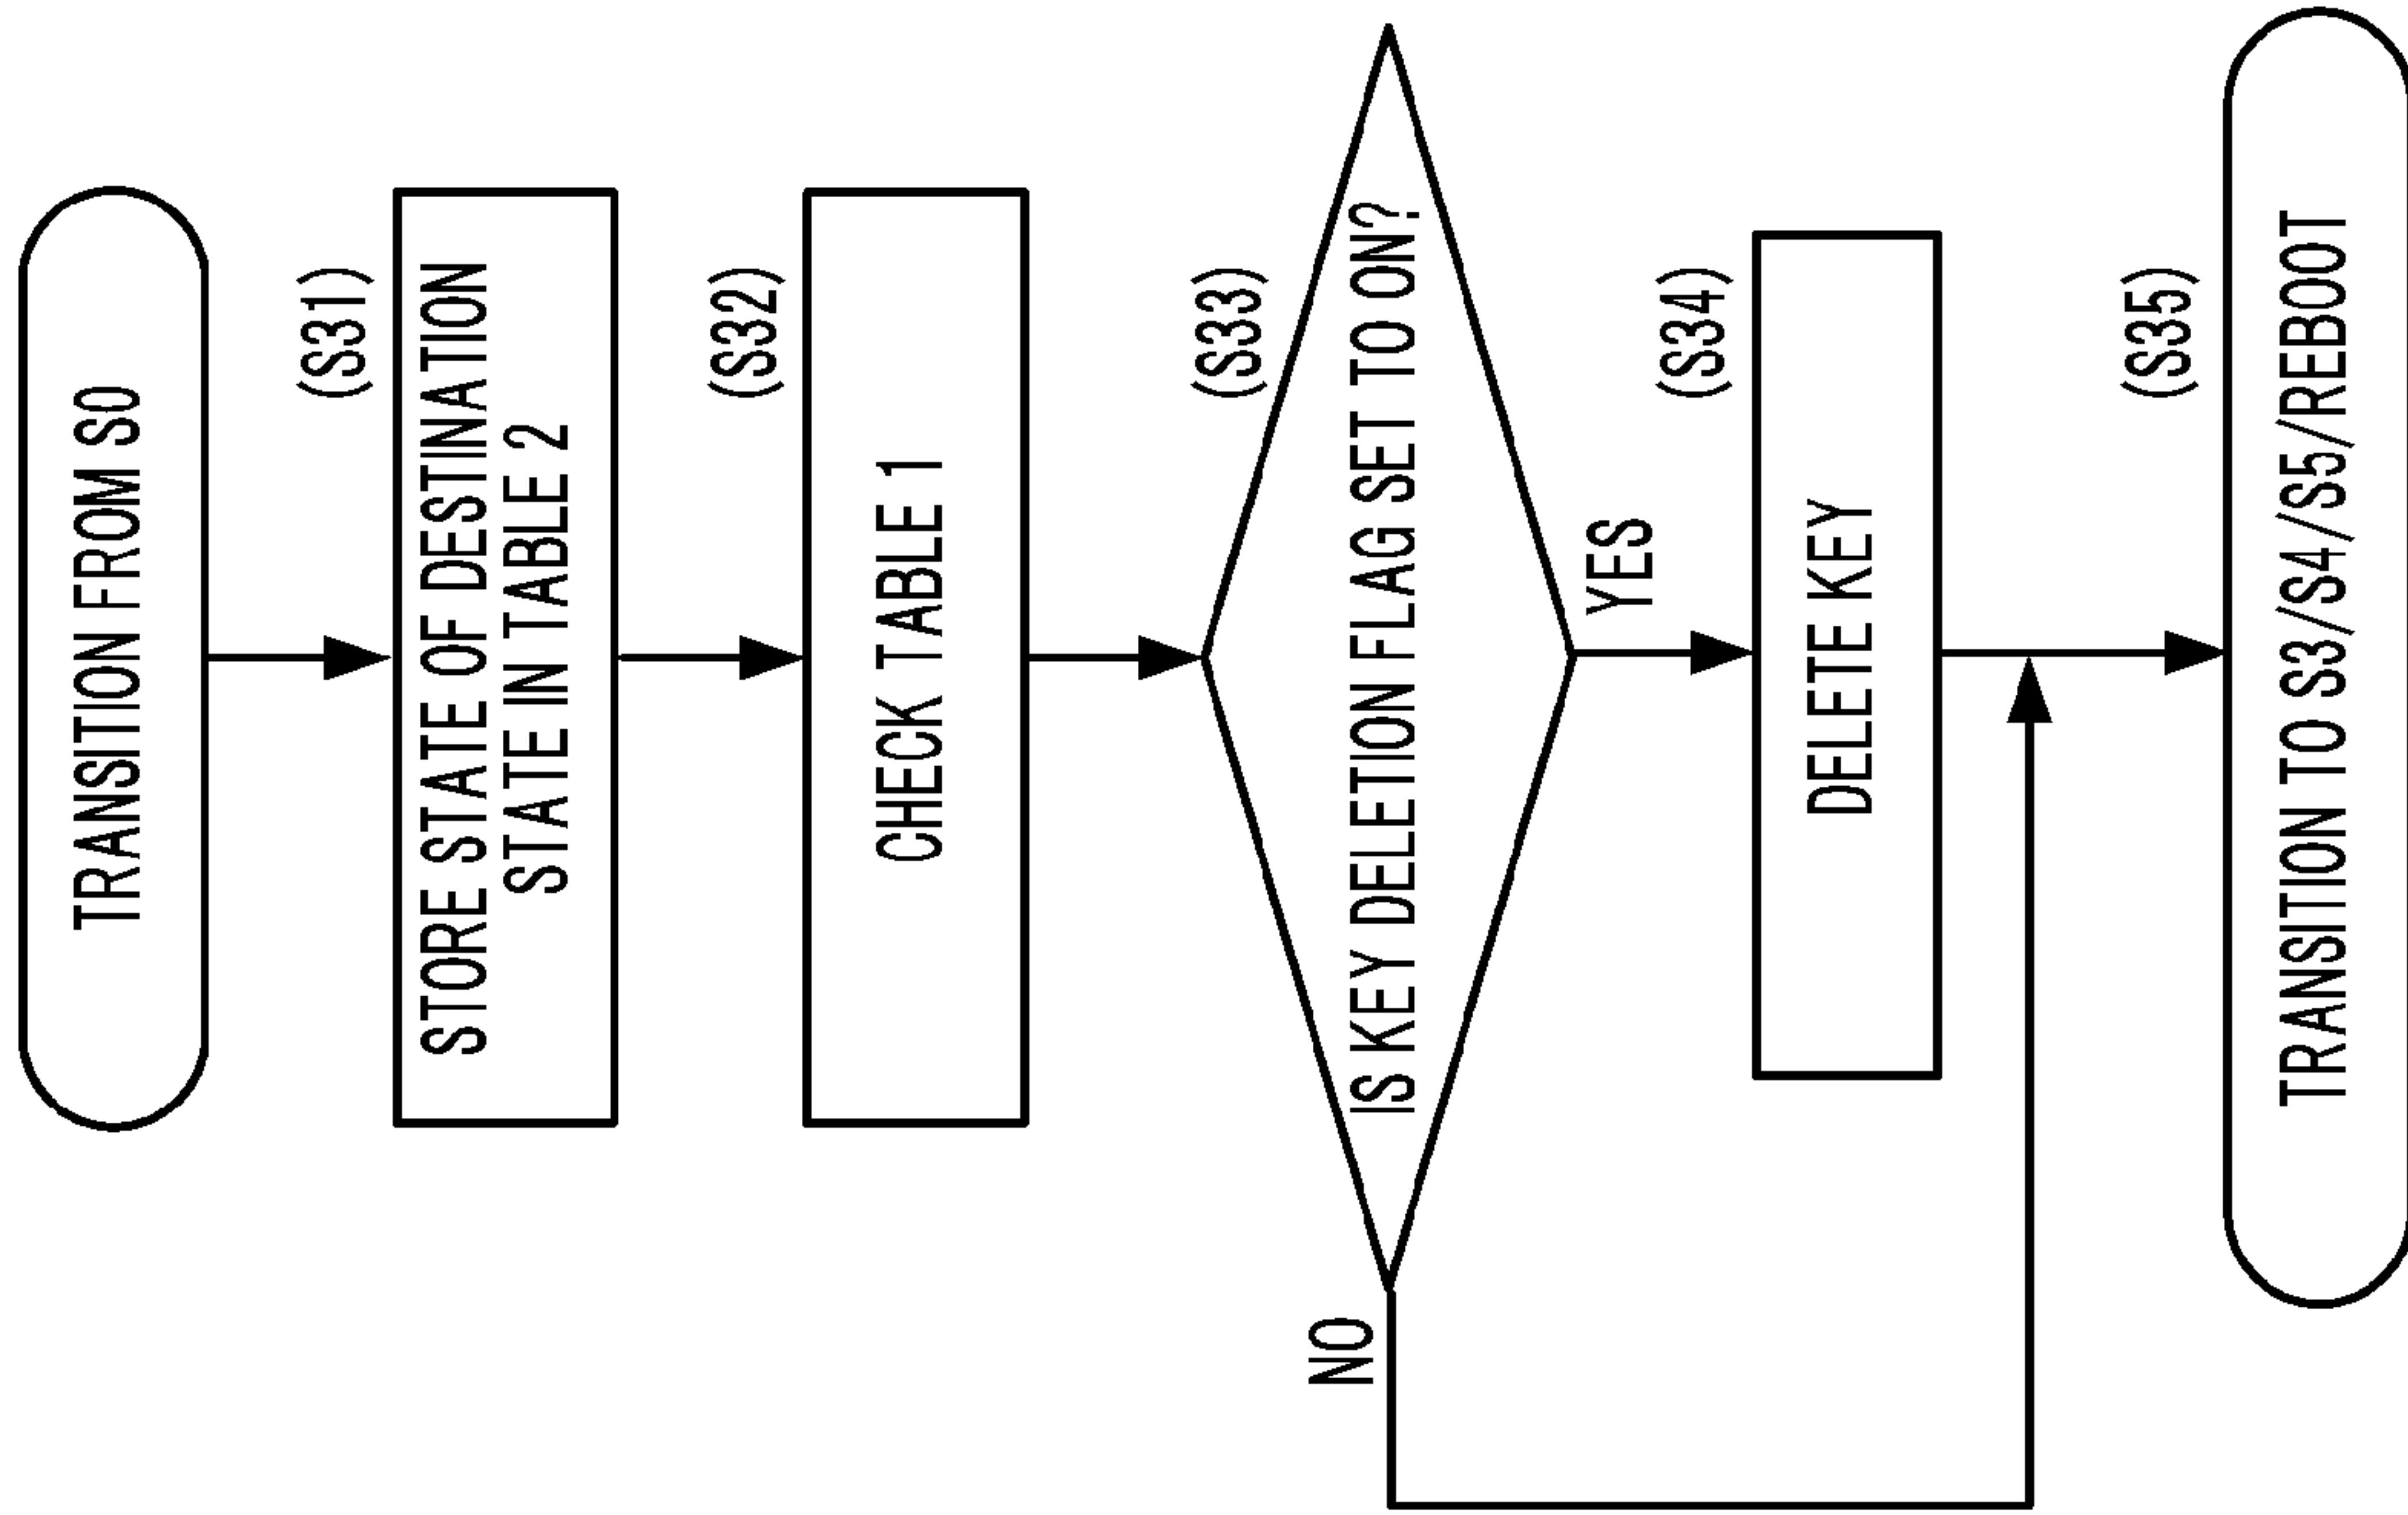 TRANSITION FROM S0
(S31)
STORE STATE OF DESTINATION
STATE IN TABLE 2
(S32)
CHECK TABLE 1
(S33)
IS KEY DELETION FLAG SET TO ON?
YES
NO
(S34)
DELETE KEY
(S35)
TRANSITION TO S3/S4/S5/REBOOT